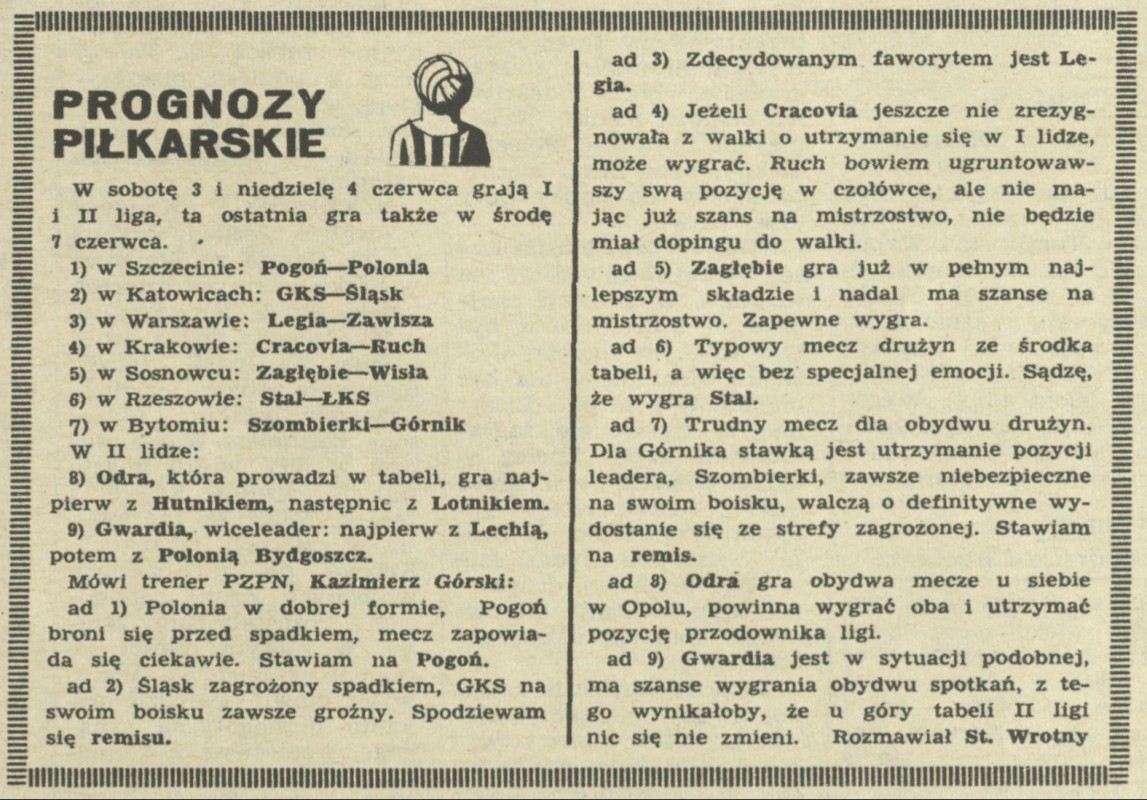 PROGNOZY
PIŁKARSKIE
W sobotę 3 i niedzielę 4 czerwca grają I
i II liga, ta ostatnia gra także w środę
7 czerwca.
1) w Szczecinie: Pogoń—Polonia
2) w Katowicach: GKS—Śląsk
3) w Warszawie: Legia—Zawisza
4) w Krakowie: Cracovia—Ruch
5) w Sosnowcu: Zagłębie—Wisła
6) w Rzeszowie: Stal—ŁKS
7) w Bytomiu: Szombierki—Górnik
W II lidze:
8) Odra, która prowadzi w tabeli, gra naj-
pierw z Hutnikiem, następnie z Lotnikiem.
9) Gwardia, wiceleader: najpierw z Lechią,
potem z Polonią Bydgoszcz.
Mówi trener PZPN, Kazimierz Górski:
ad 1) Polonia w dobrej formie, Pogoń
broni się przed spadkiem, mecz zapowia-
da się ciekawie. Stawiam na Pogoń.
ad 2) Śląsk zagrożony spadkiem, GKS na
swoim boisku zawsze groźny. Spodziewam
się remisu.
ad 3) Zdecydowanym faworytem jest Le-
gia.
ad 4) Jeżeli Cracovia jeszcze nie zrezyg-
nowała z walki o utrzymanie się w I lidze,
może wygrać. Ruch bowiem ugruntowaw-
szy swą pozycję w czołówce, ale nie ma-
jąc już szans na mistrzostwo, nie będzie
miał dopingu do walki.
ad 5) Zagłębie gra już w pełnym naj-
lepszym składzie i nadal ma szanse na
mistrzostwo. Zapewne wygra.
ad 6) Typowy mecz drużyn ze środka
tabeli, a więc bez specjalnej emocji. Sądzę,
że wygra Stal.
ad 7) Trudny mecz dla obydwu drużyn.
Dla Górnika stawką jest utrzymanie pozycji
leadera, Szombierki, zawsze niebezpieczne
na swoim boisku, walczą o definitywne wy-
dostanie się ze strefy zagrożonej. Stawiam
na remis.
ad 8) Odra gra obydwa mecze u siebie
w Opolu, powinna wygrać oba i utrzymać
pozycję przodownika ligi.
ad 9) Gwardia jest w sytuacji podobnej,
ma szanse wygrania obydwu spotkań, z te-
go wynikałoby, że u góry tabeli II ligi
nic się nie zmieni. Rozmawiał St. Wrotny